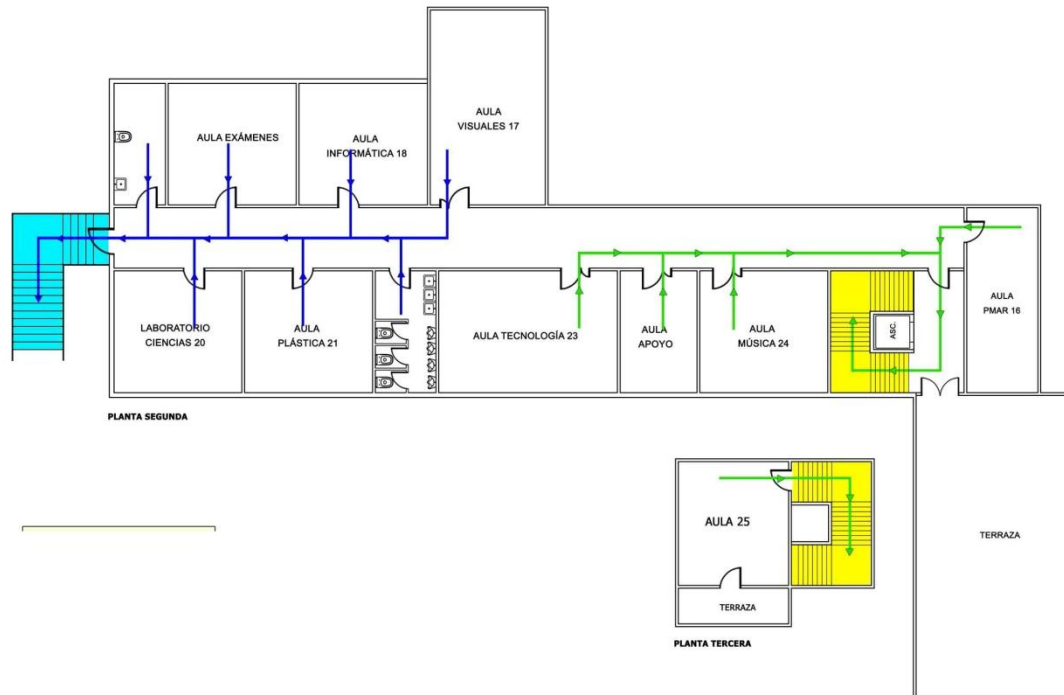 AULA
VISUALES 17
AULA EXÁMENES
AULA
INFORMÁTICA 18
LABORATORIO
CIENCIAS 20
AULA
PLÁSTICA 21
AULA TECNOLOGÍA 23
AULA
APOYO
AULA
MÚSICA 24
ASC.
AULA
PMAR 16
PLANTA SEGUNDA
AULA 25
TERRAZA
TERRAZA
PLANTA TERCERA